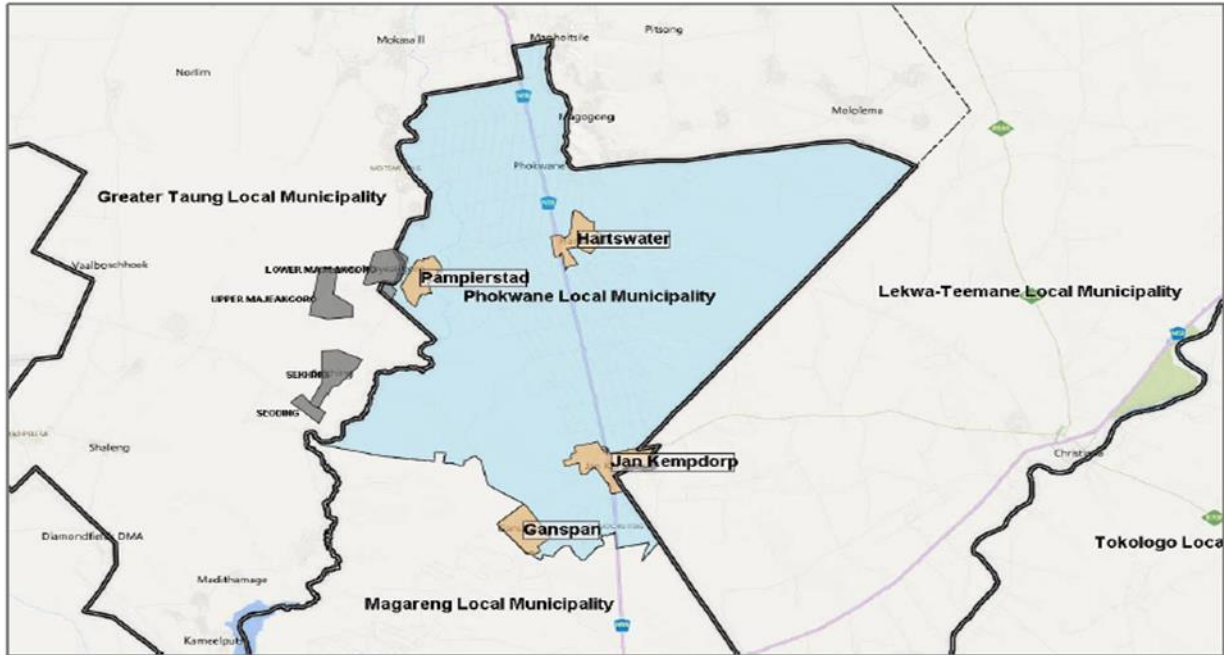 Mokasa II
Manhoitsile
Pitsong
Norlim
Mololema
Magogong
Phokwane
Greater Taung Local Municipality
Hartswater
Vaalboschhoek
LOWER MAJEAKGORO
Pampierstad
UPPER MAJEAKGORO
Phokwane Local Municipality
Lekwa-Teemane Local Municipality
SEODING
Shaleng
Jan Kempdorp
Christiana
Ganspan
Diamondfields DMA
Tokologo Loca
Madithamage
Magareng Local Municipality